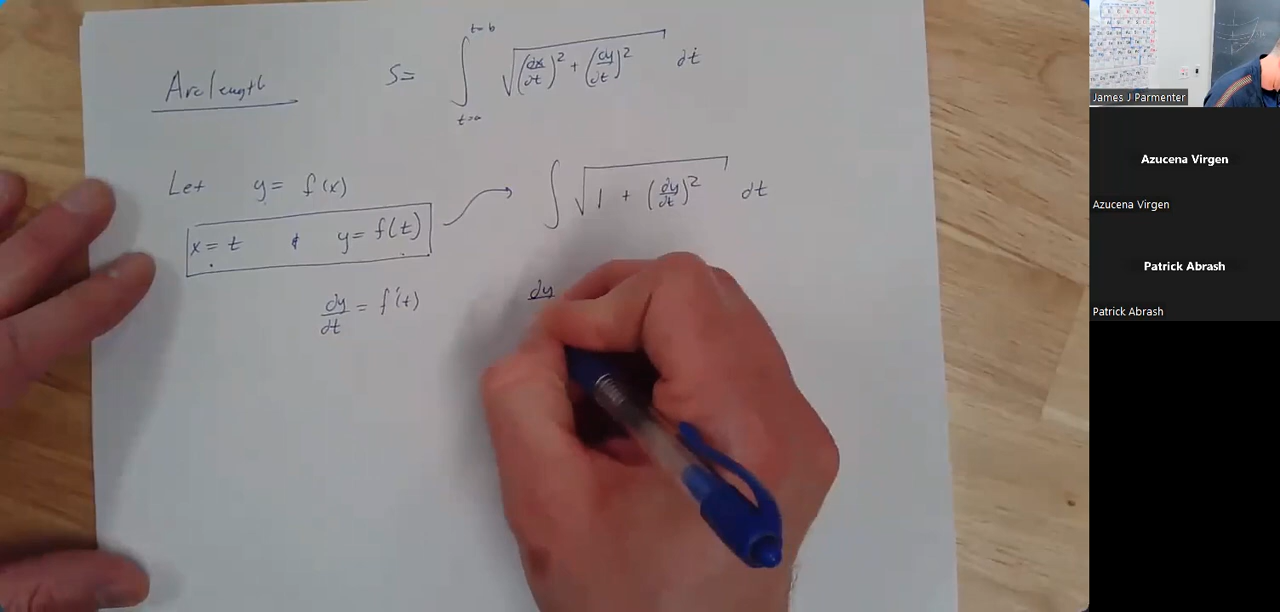 t=b
Arclength S= ∫ √((dx/dt)² + (dy/dt)²) dt
t=a
Let y= f(x) ∫ √(1 + (dy/dt)²) dt
x= t & y= f(t)
dy/dt = f'(t) dy
James J Parmenter
Azucena Virgen
Azucena Virgen
Patrick Abrash
Patrick Abrash